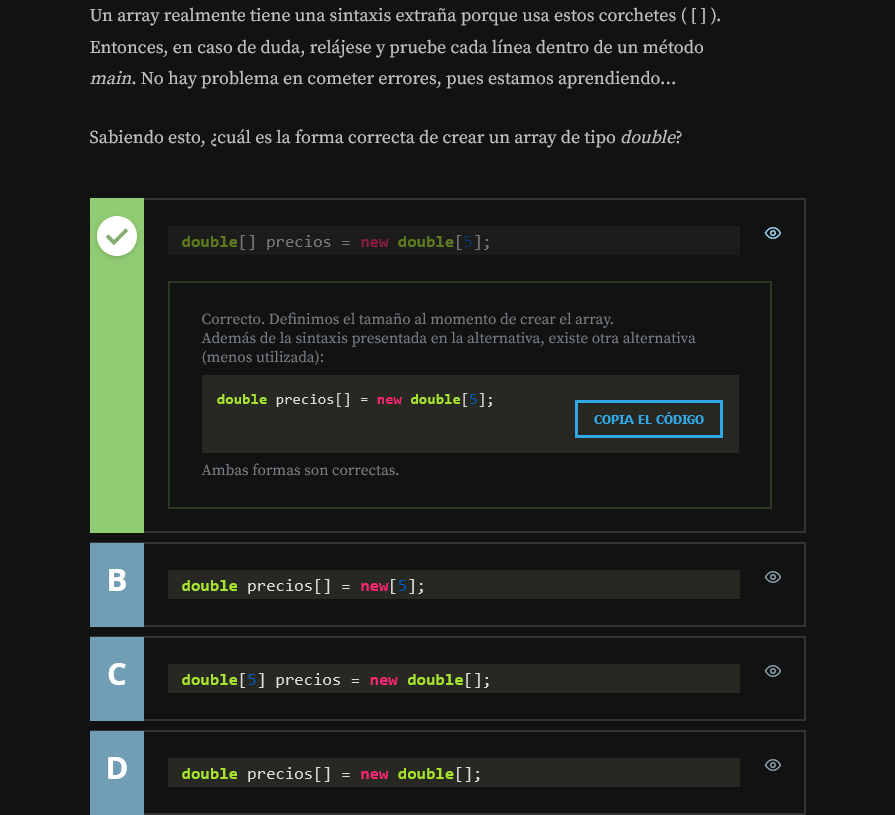 Un array realmente tiene una sintaxis extraña porque usa estos corchetes ( [ ] ).
Entonces, en caso de duda, relájese y pruebe cada línea dentro de un método
main. No hay problema en cometer errores, pues estamos aprendiendo...
Sabiendo esto, ¿cuál es la forma correcta de crear un array de tipo double?
double[] precios = new double[5];
Correcto. Definimos el tamaño al momento de crear el array.
Además de la sintaxis presentada en la alternativa, existe otra alternativa
(menos utilizada):
double precios[] = new double[5];
COPIA EL CÓDIGO
Ambas formas son correctas.
B
double precios[] = new[5];
C
double[5] precios = new double[];
D
double precios[] = new double[];